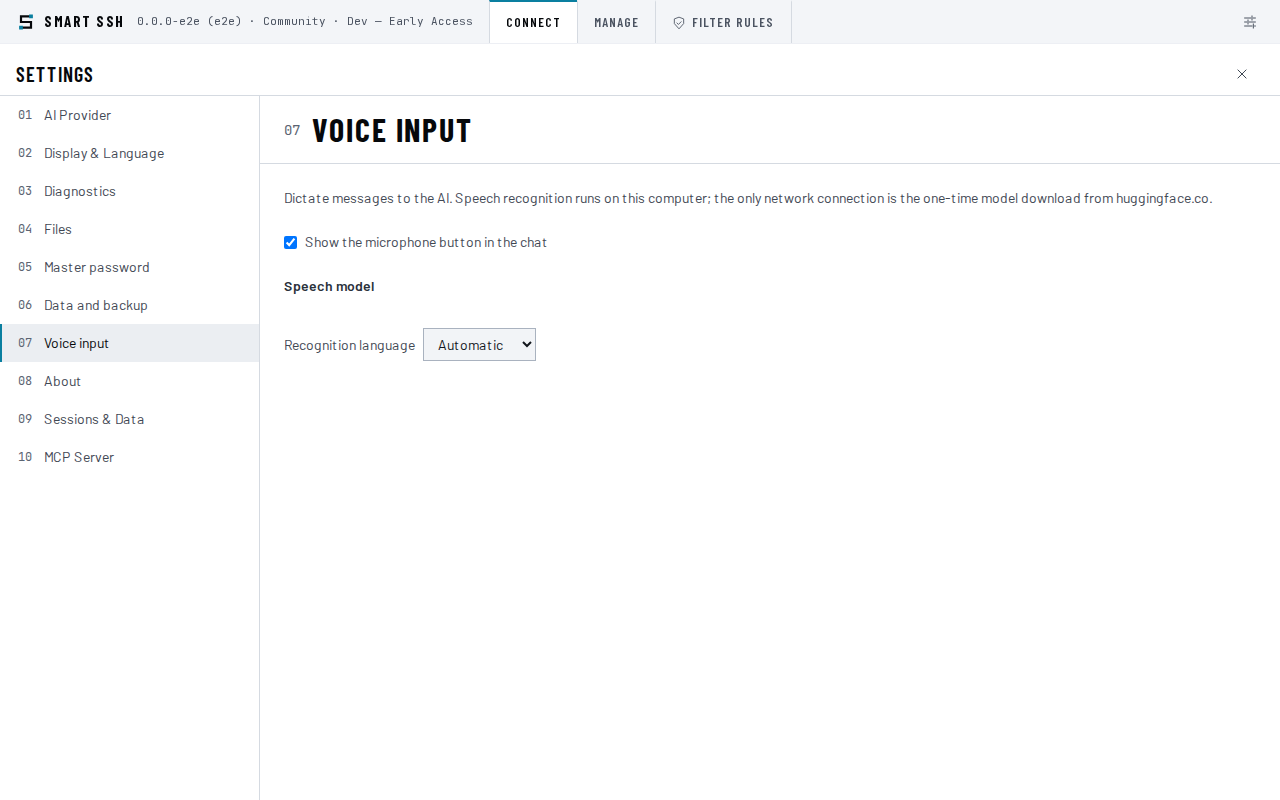 SMART SSH 0.0.0-e2e (e2e) · Community · Dev — Early Access CONNECT MANAGE FILTER RULES
SETTINGS
01 AI Provider
02 Display & Language
03 Diagnostics
04 Files
05 Master password
06 Data and backup
07 Voice input
08 About
09 Sessions & Data
10 MCP Server
07 VOICE INPUT
Dictate messages to the AI. Speech recognition runs on this computer; the only network connection is the one-time model download from huggingface.co.
Show the microphone button in the chat
Speech model
Recognition language Automatic